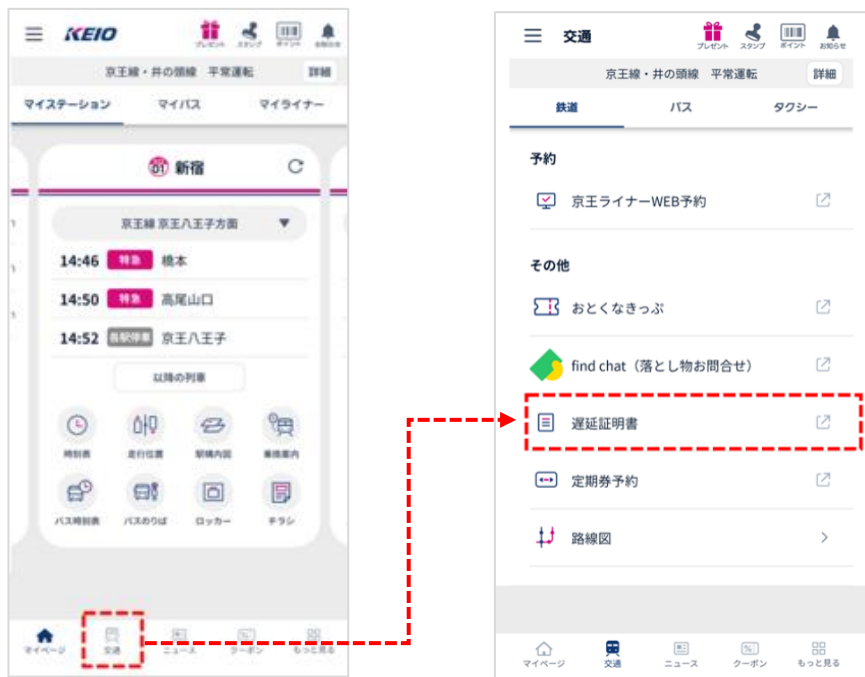 KEIO
プレゼント スタンプ ポイント お知らせ
京王線・井の頭線 平常運転 詳細
マイステーション マイバス マイライナー
01 新宿
京王線 京王八王子方面 ▼
14:46 特急 橋本
14:50 特急 高尾山口
14:52 各駅停車 京王八王子
以降の列車
時刻表 走行位置 駅構内図 乗換案内
バス時刻表 バスのりば ロッカー チラシ
マイページ 交通 ニュース クーポン もっと見る
交通
プレゼント スタンプ ポイント お知らせ
京王線・井の頭線 平常運転 詳細
鉄道 バス タクシー
予約
京王ライナーWEB予約
その他
おとくなきっぷ
find chat（落とし物お問合せ）
遅延証明書
定期券予約
路線図
マイページ 交通 ニュース クーポン もっと見る